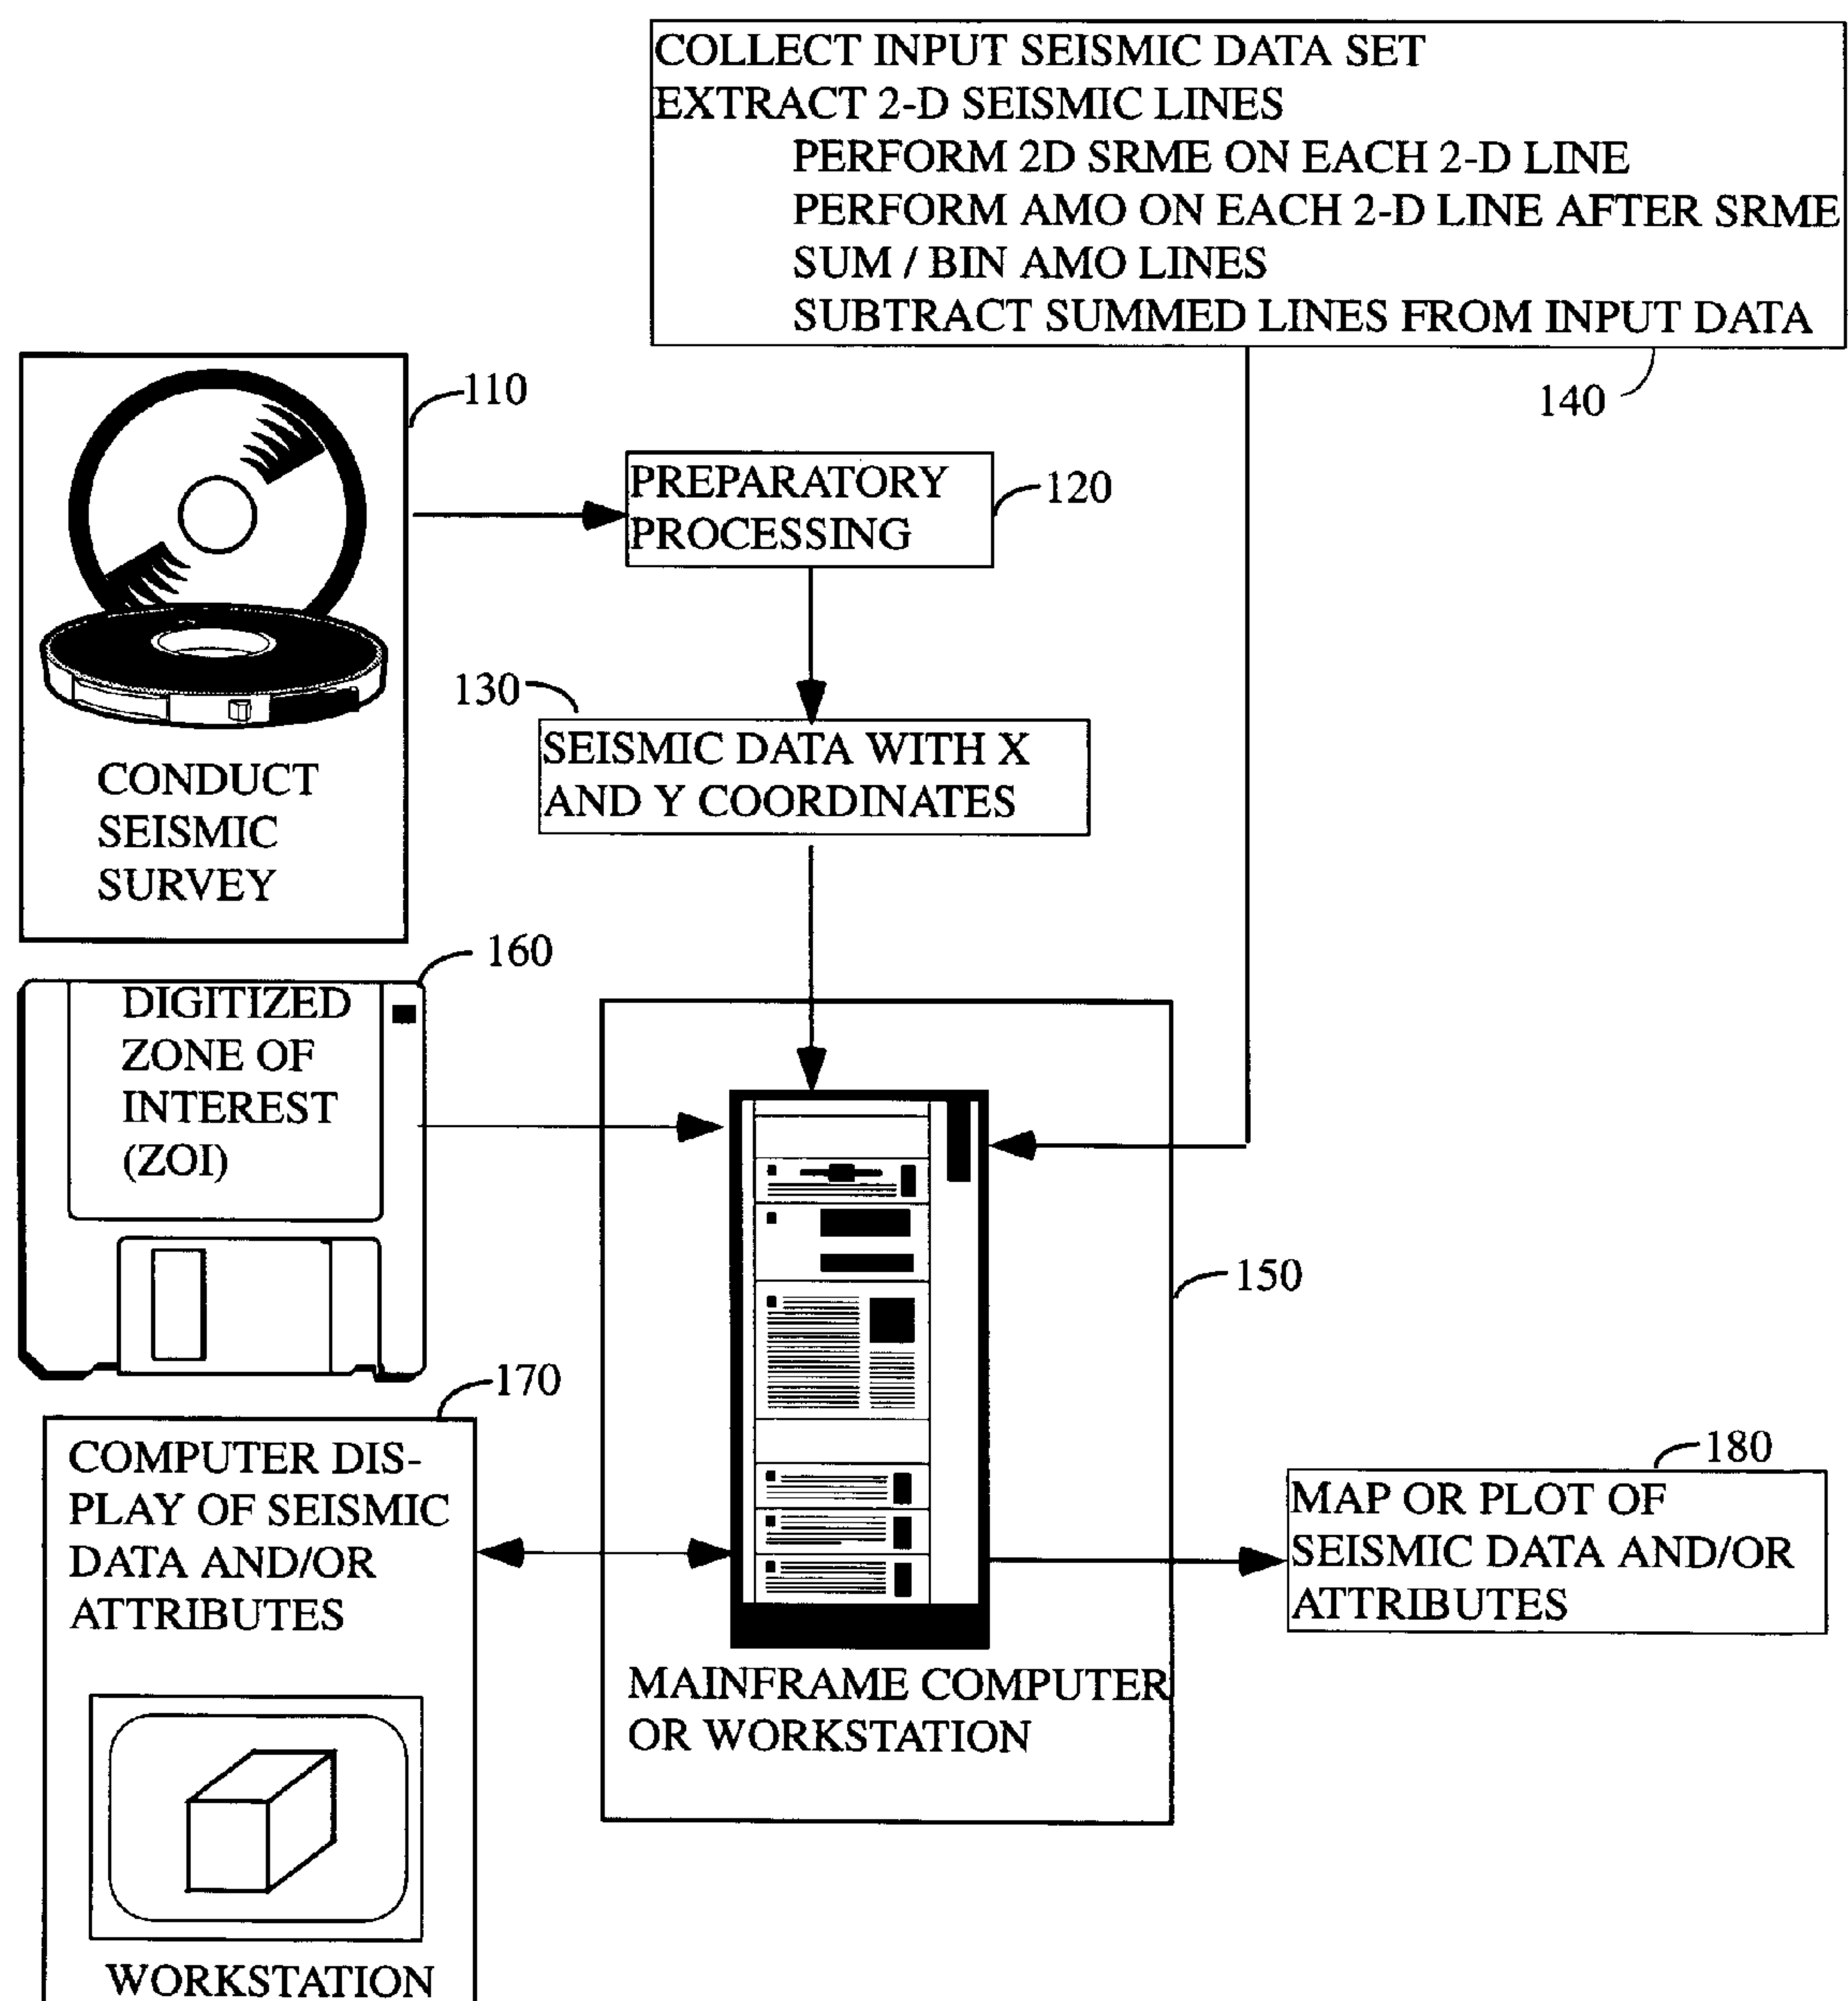 COLLECT INPUT SEISMIC DATA SET
EXTRACT 2-D SEISMIC LINES
PERFORM 2D SRME ON EACH 2-D LINE
PERFORM AMO ON EACH 2-D LINE AFTER SRME
SUM / BIN AMO LINES
SUBTRACT SUMMED LINES FROM INPUT DATA
140
110
CONDUCT
SEISMIC
SURVEY
PREPARATORY
PROCESSING
120
130
SEISMIC DATA WITH X
AND Y COORDINATES
160
DIGITIZED
ZONE OF
INTEREST
(ZOI)
150
MAINFRAME COMPUTER
OR WORKSTATION
170
COMPUTER DIS-
PLAY OF SEISMIC
DATA AND/OR
ATTRIBUTES
WORKSTATION
180
MAP OR PLOT OF
SEISMIC DATA AND/OR
ATTRIBUTES